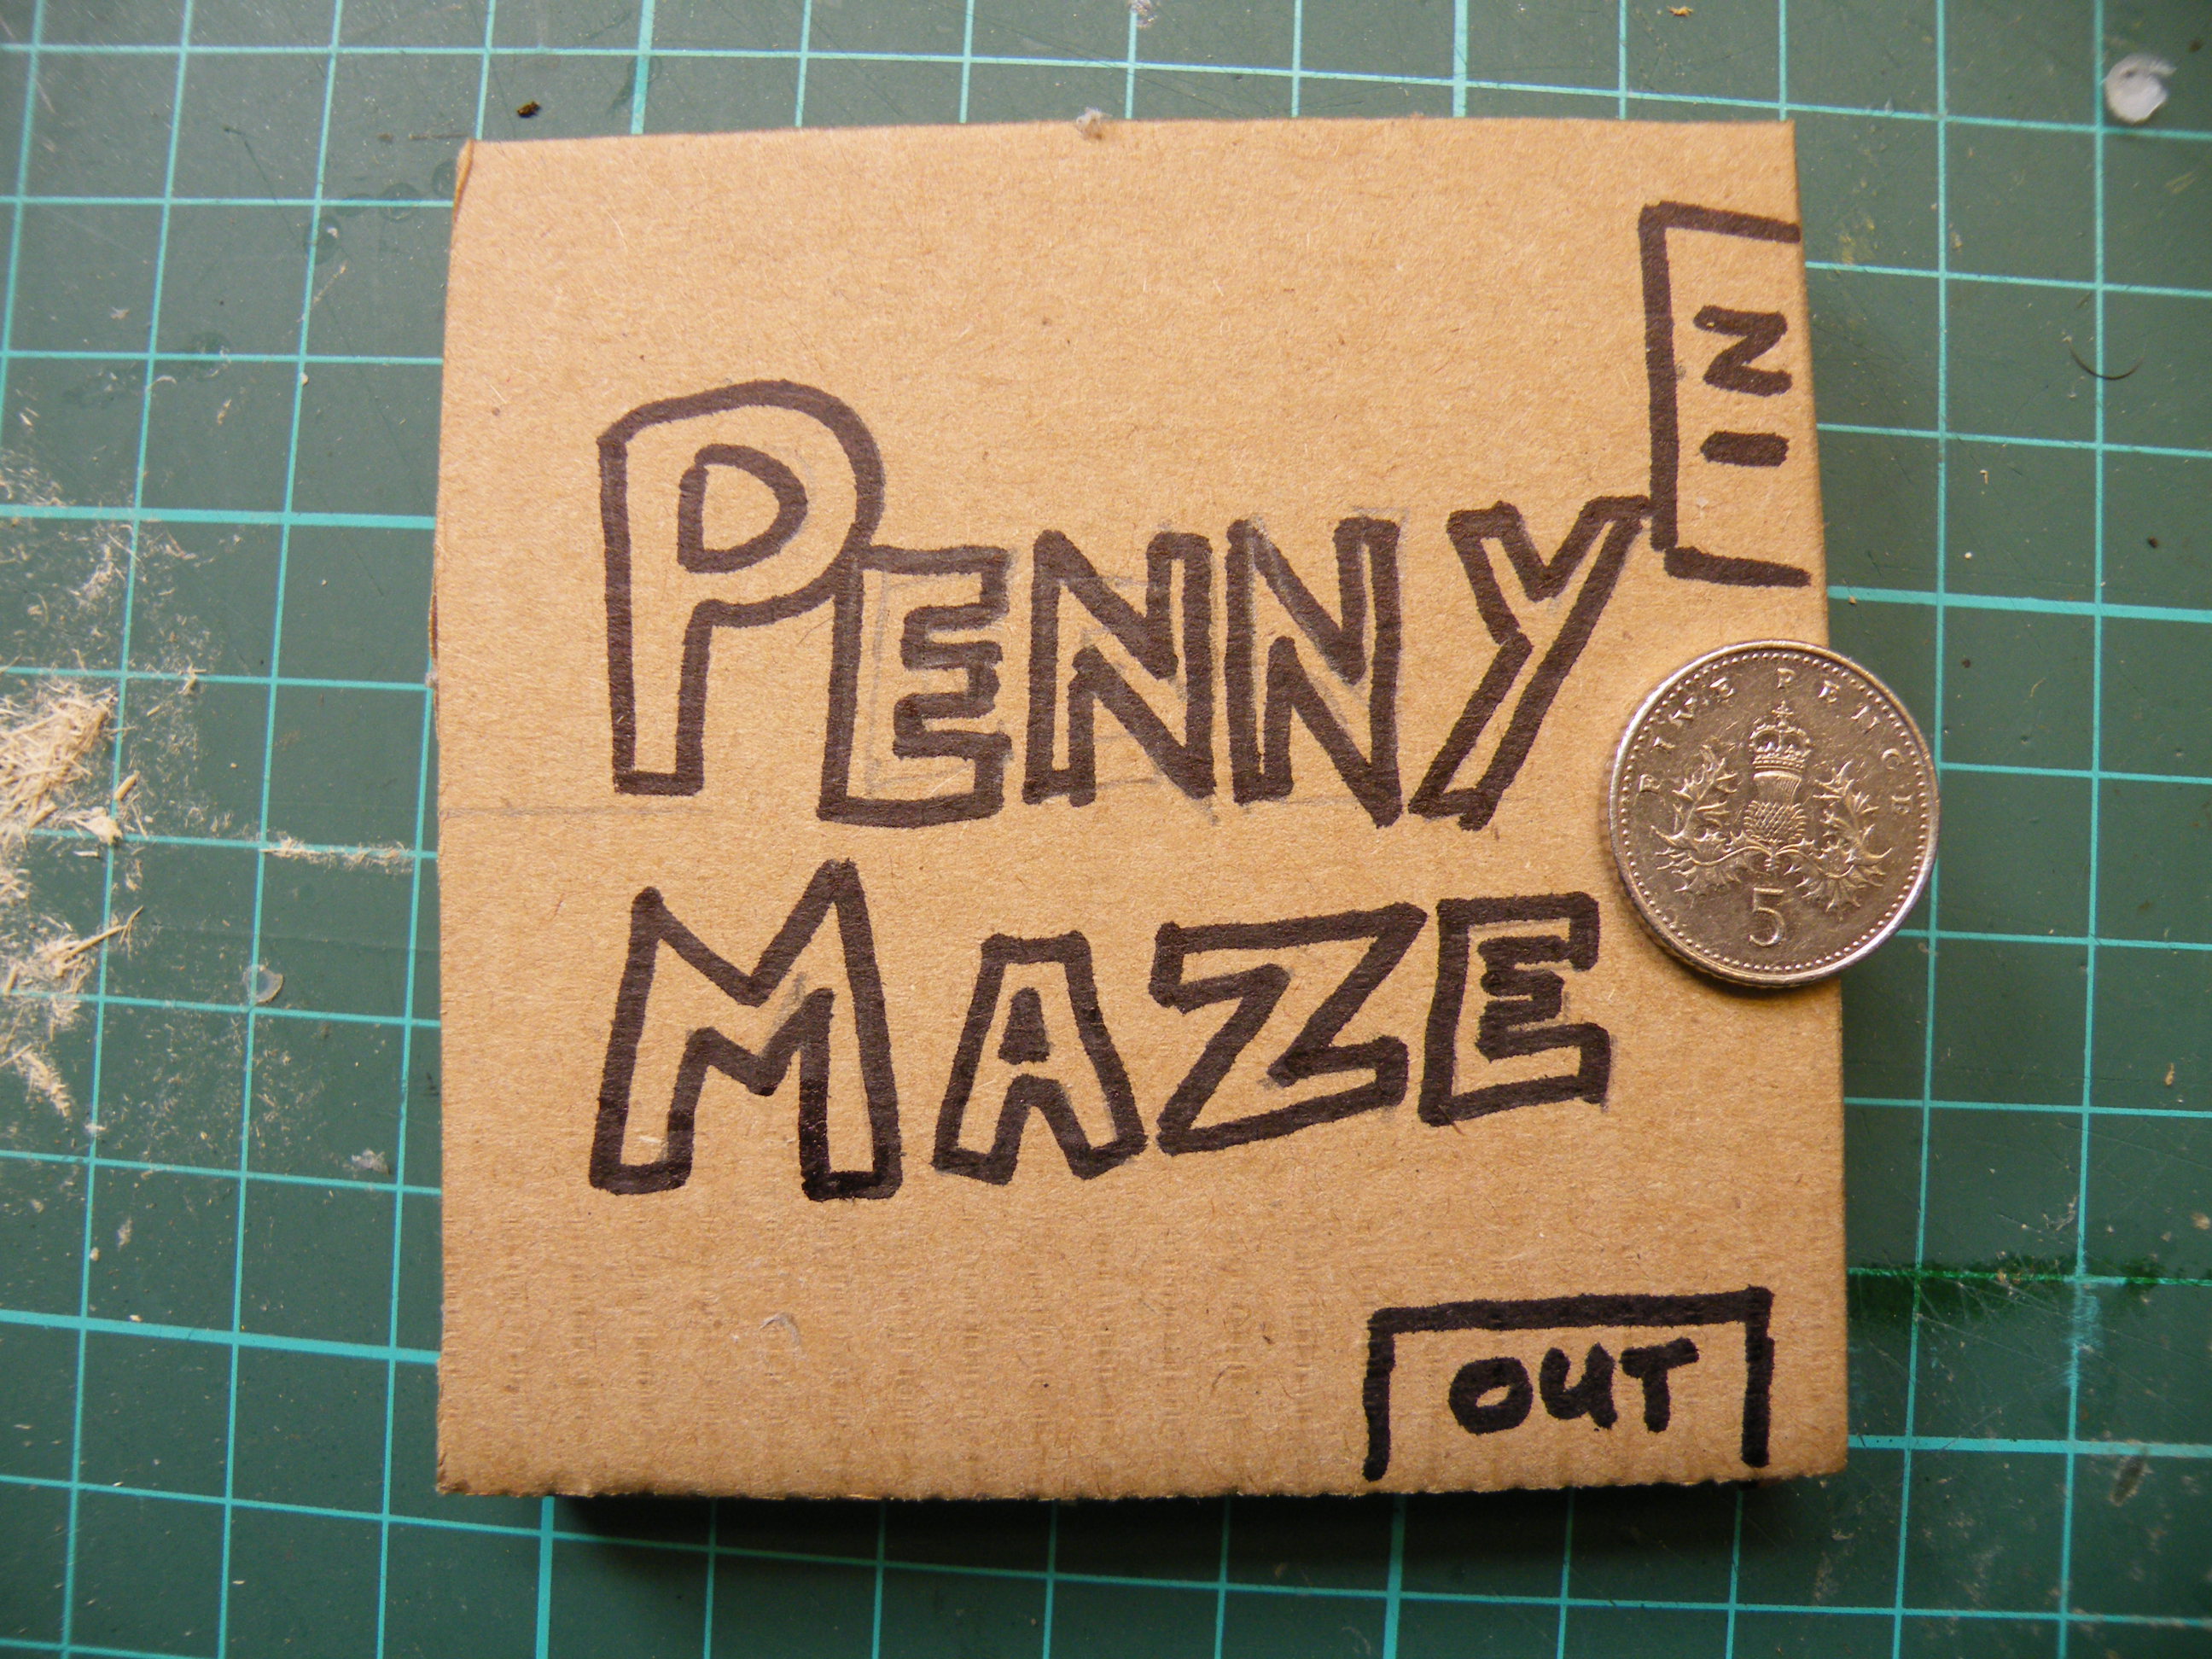 IN
PENNY
FIVE PENCE
5
MAZE
OUT